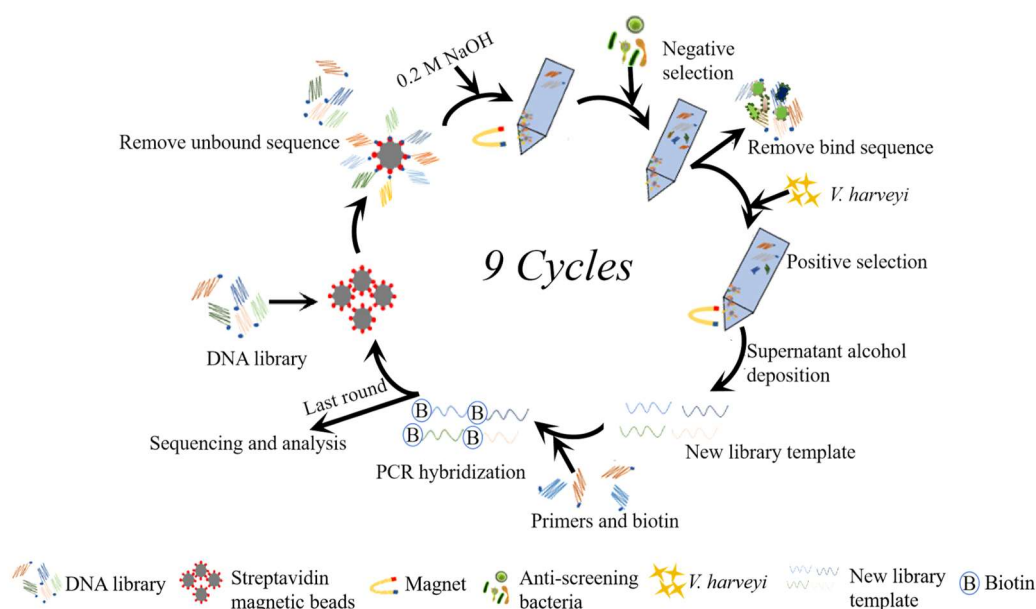 0.2 M NaOH
Negative
selection
Remove unbound sequence
Remove bind sequence
V. harveyi
9 Cycles
Positive selection
DNA library
Supernatant alcohol
deposition
Last round
B
B
B
B
Sequencing and analysis
PCR hybridization
New library template
Primers and biotin
DNA library
Streptavidin
magnetic beads
Magnet
Anti-screening
bacteria
V. harveyi
New library
template
B
Biotin